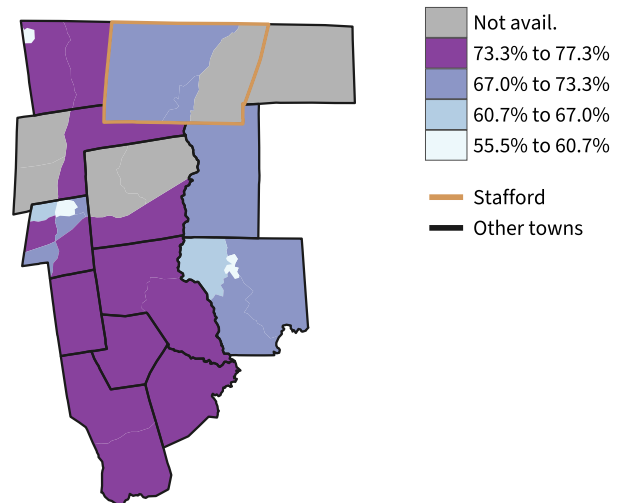 Not avail.
73.3% to 77.3%
67.0% to 73.3%
60.7% to 67.0%
55.5% to 60.7%
Stafford
Other towns